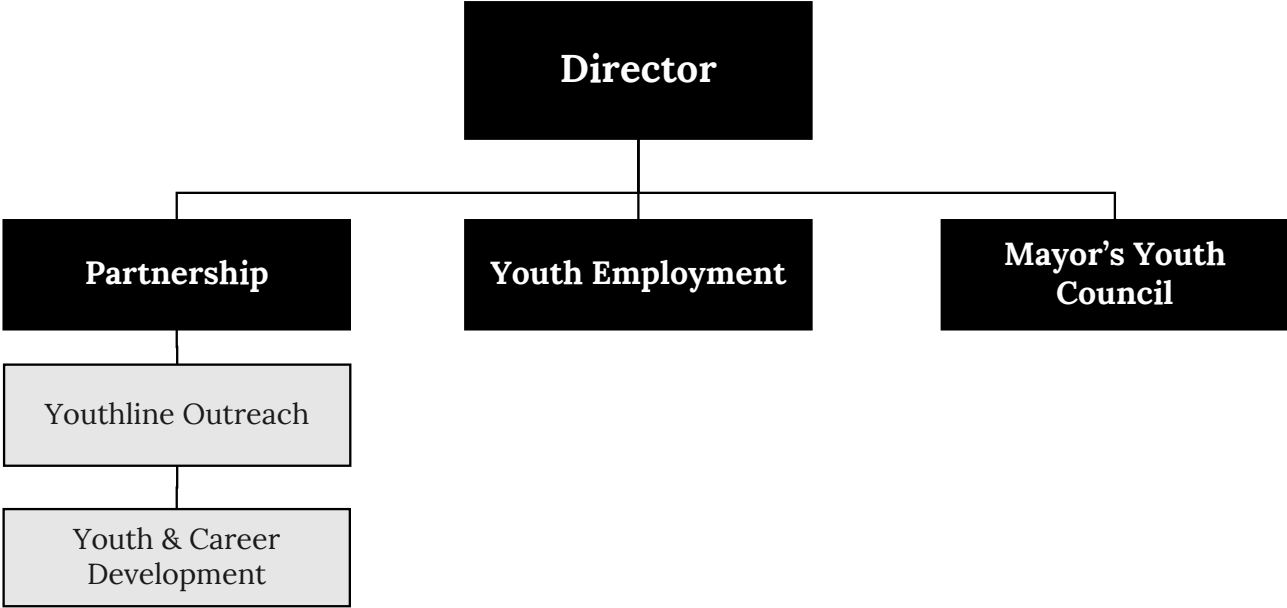 Director
Partnership
Youth Employment
Mayor’s Youth
Council
Youthline Outreach
Youth & Career
Development